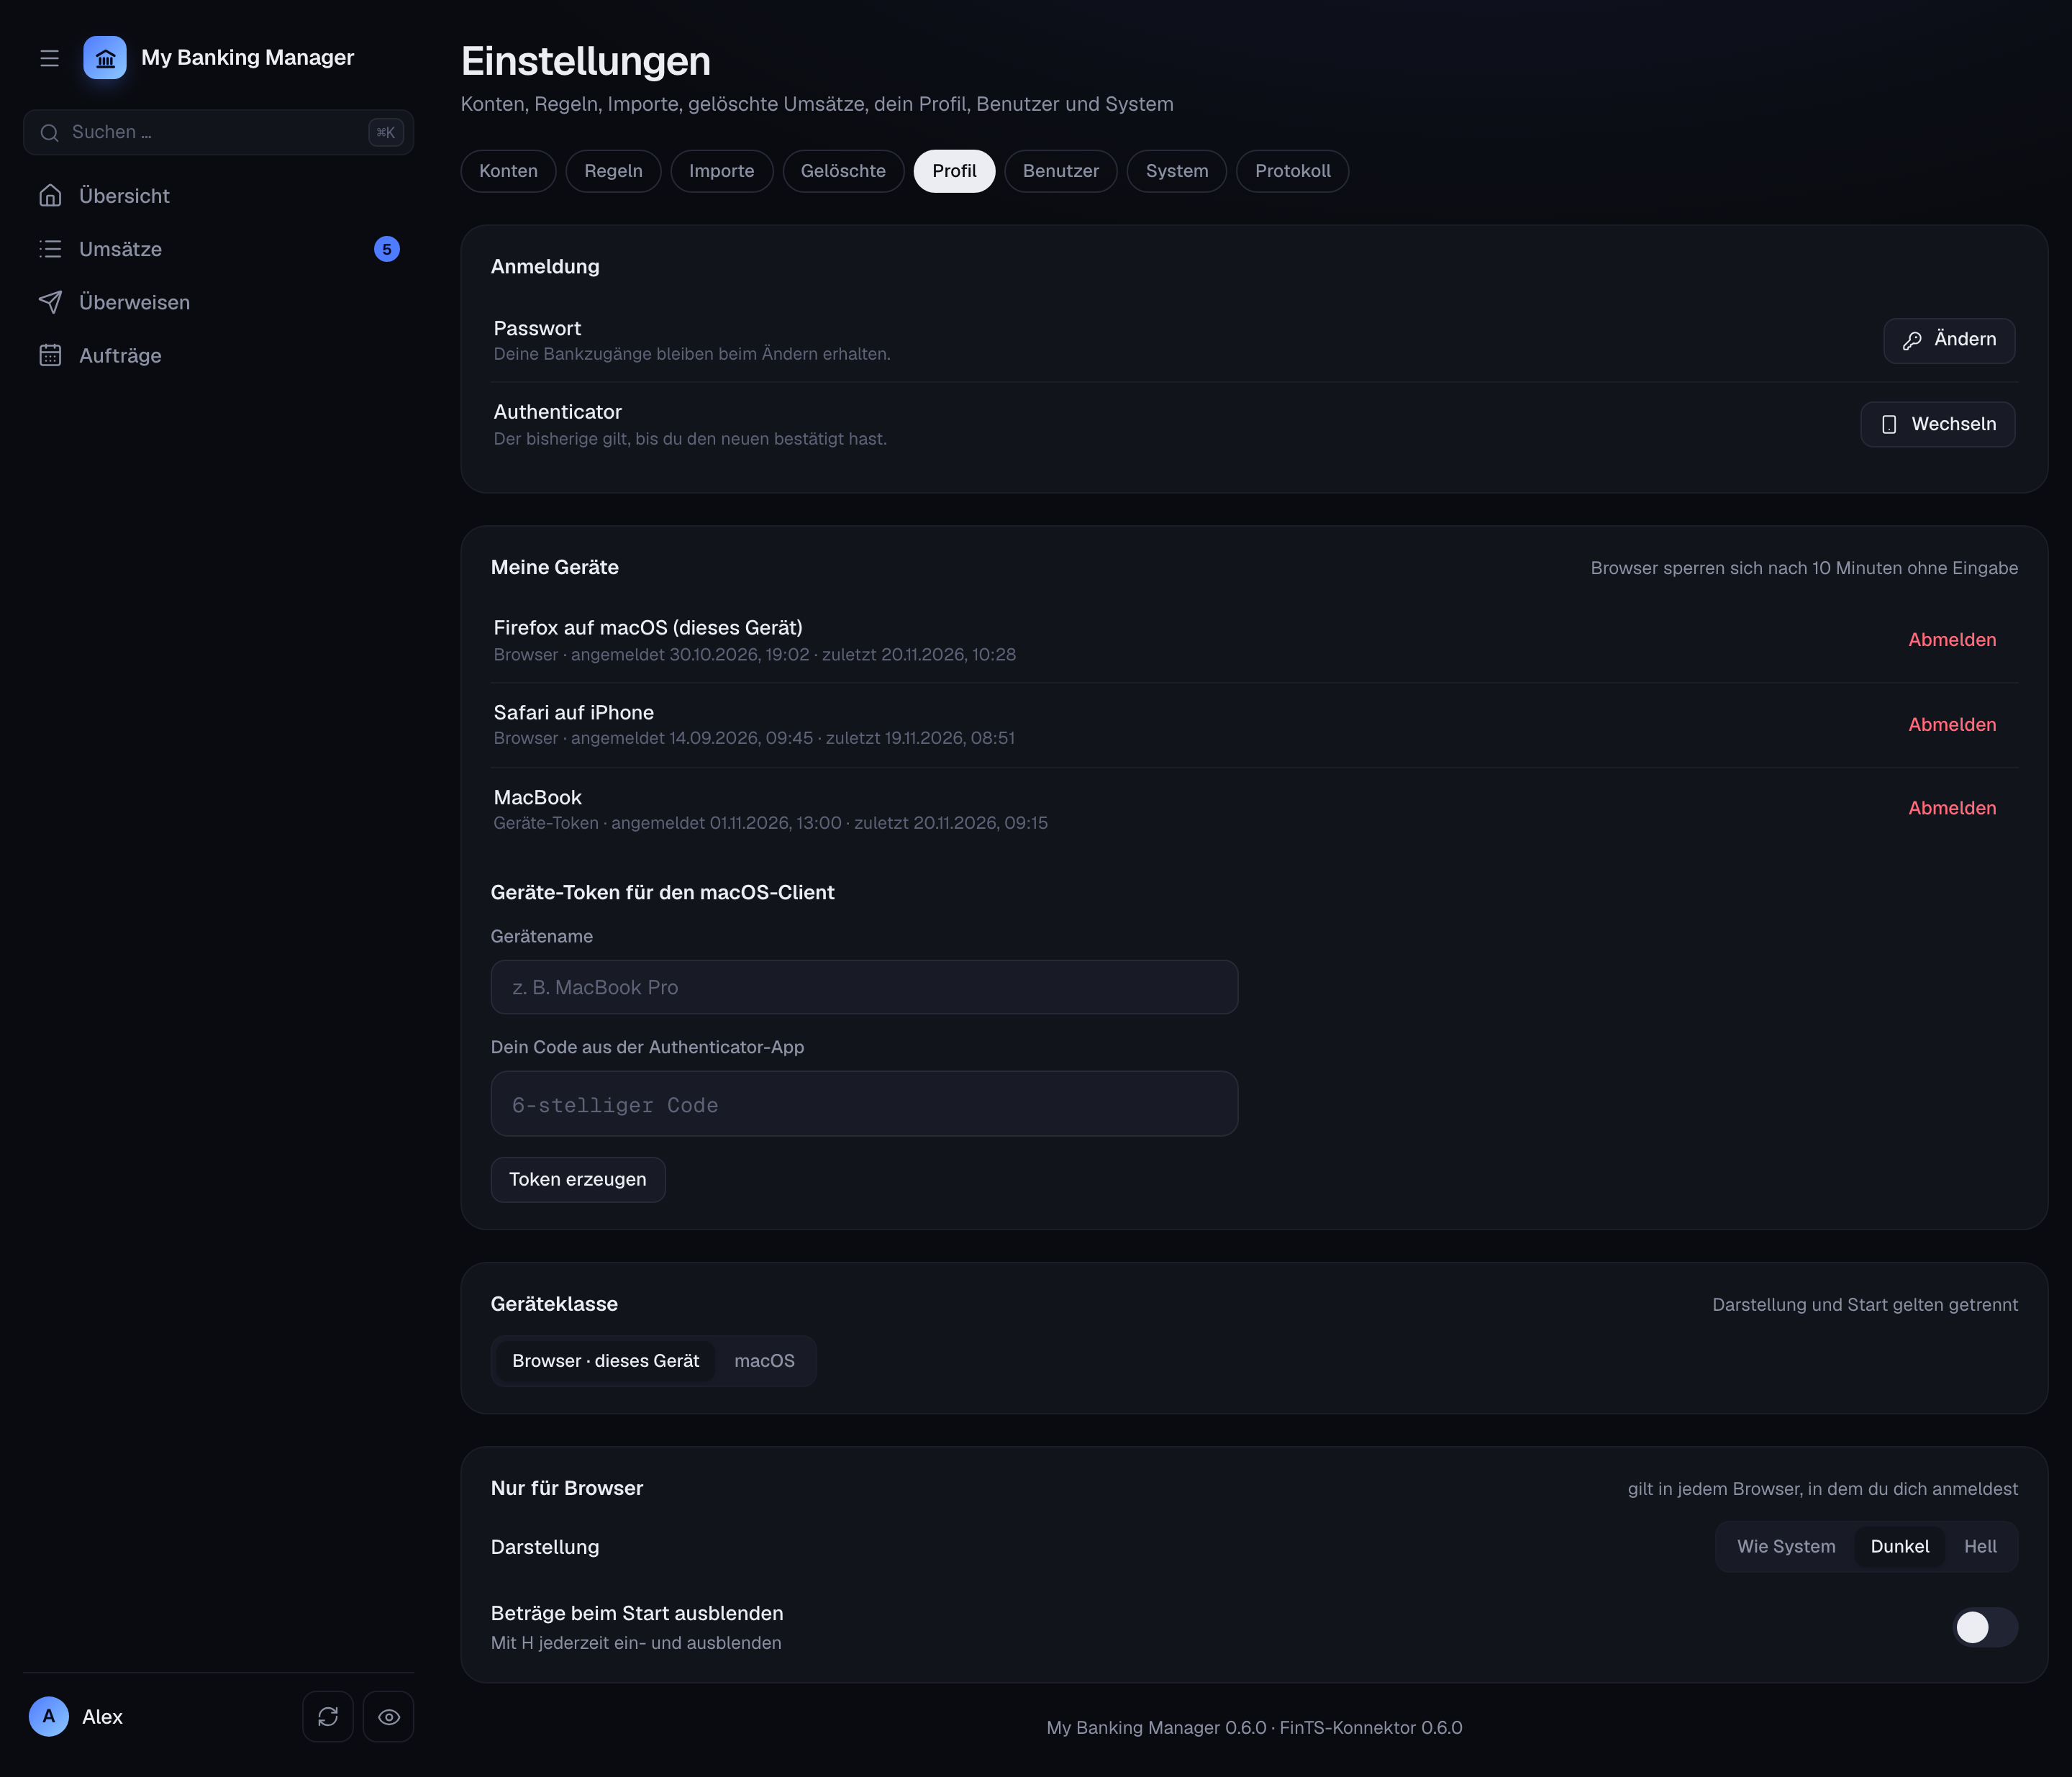 My Banking Manager
Suchen ...
⌘K
Übersicht
Umsätze
5
Überweisen
Aufträge
A
Alex
Einstellungen
Konten, Regeln, Importe, gelöschte Umsätze, dein Profil, Benutzer und System
Konten
Regeln
Importe
Gelöschte
Profil
Benutzer
System
Protokoll
Anmeldung
Passwort
Deine Bankzugänge bleiben beim Ändern erhalten.
Ändern
Authenticator
Der bisherige gilt, bis du den neuen bestätigt hast.
Wechseln
Meine Geräte
Browser sperren sich nach 10 Minuten ohne Eingabe
Firefox auf macOS (dieses Gerät)
Browser · angemeldet 30.10.2026, 19:02 · zuletzt 20.11.2026, 10:28
Abmelden
Safari auf iPhone
Browser · angemeldet 14.09.2026, 09:45 · zuletzt 19.11.2026, 08:51
Abmelden
MacBook
Geräte-Token · angemeldet 01.11.2026, 13:00 · zuletzt 20.11.2026, 09:15
Abmelden
Geräte-Token für den macOS-Client
Gerätename
z. B. MacBook Pro
Dein Code aus der Authenticator-App
6-stelliger Code
Token erzeugen
Geräteklasse
Darstellung und Start gelten getrennt
Browser · dieses Gerät
macOS
Nur für Browser
gilt in jedem Browser, in dem du dich anmeldest
Darstellung
Wie System
Dunkel
Hell
Beträge beim Start ausblenden
Mit H jederzeit ein- und ausblenden
My Banking Manager 0.6.0 · FinTS-Konnektor 0.6.0